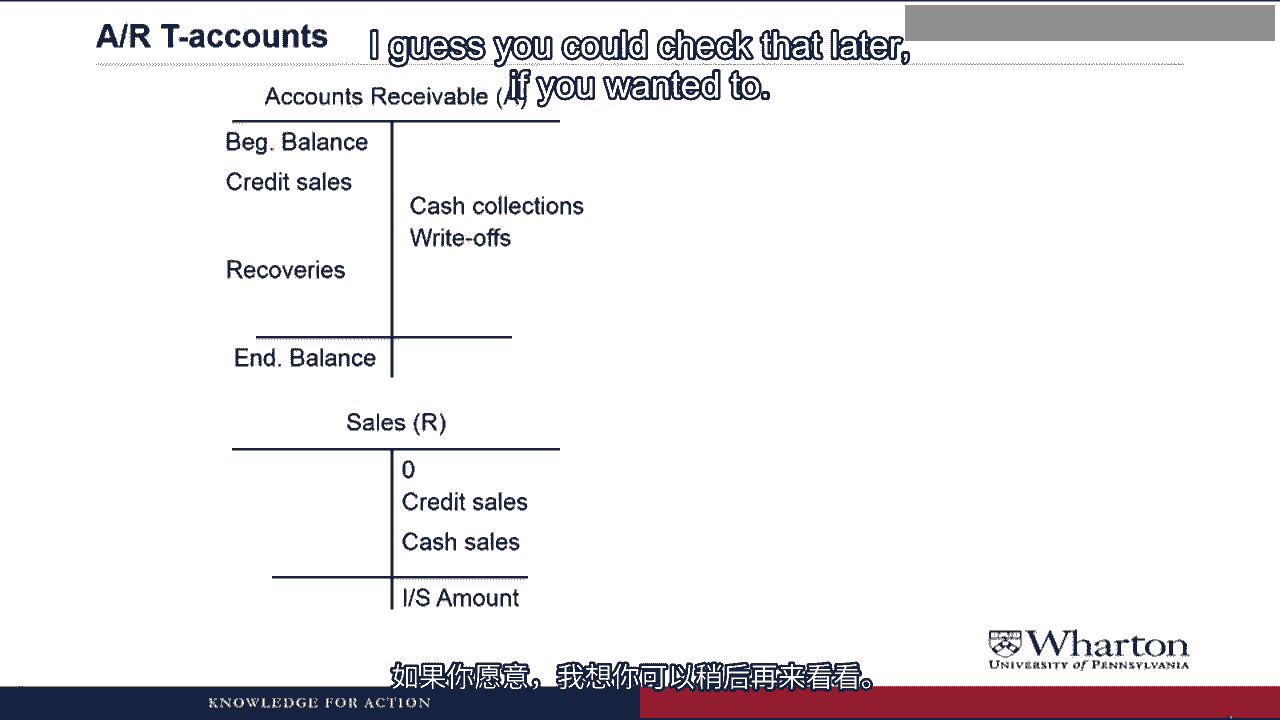 A/R T-accounts
I guess you could check that later,
if you wanted to.
Accounts Receivable (A)
Beg. Balance
Credit sales
Cash collections
Write-offs
Recoveries
End. Balance
Sales (R)
0
Credit sales
Cash sales
I/S Amount
Wharton
UNIVERSITY of PENNSYLVANIA
如果你愿意，我想你可以稍后再来看看。
KNOWLEDGE FOR ACTION